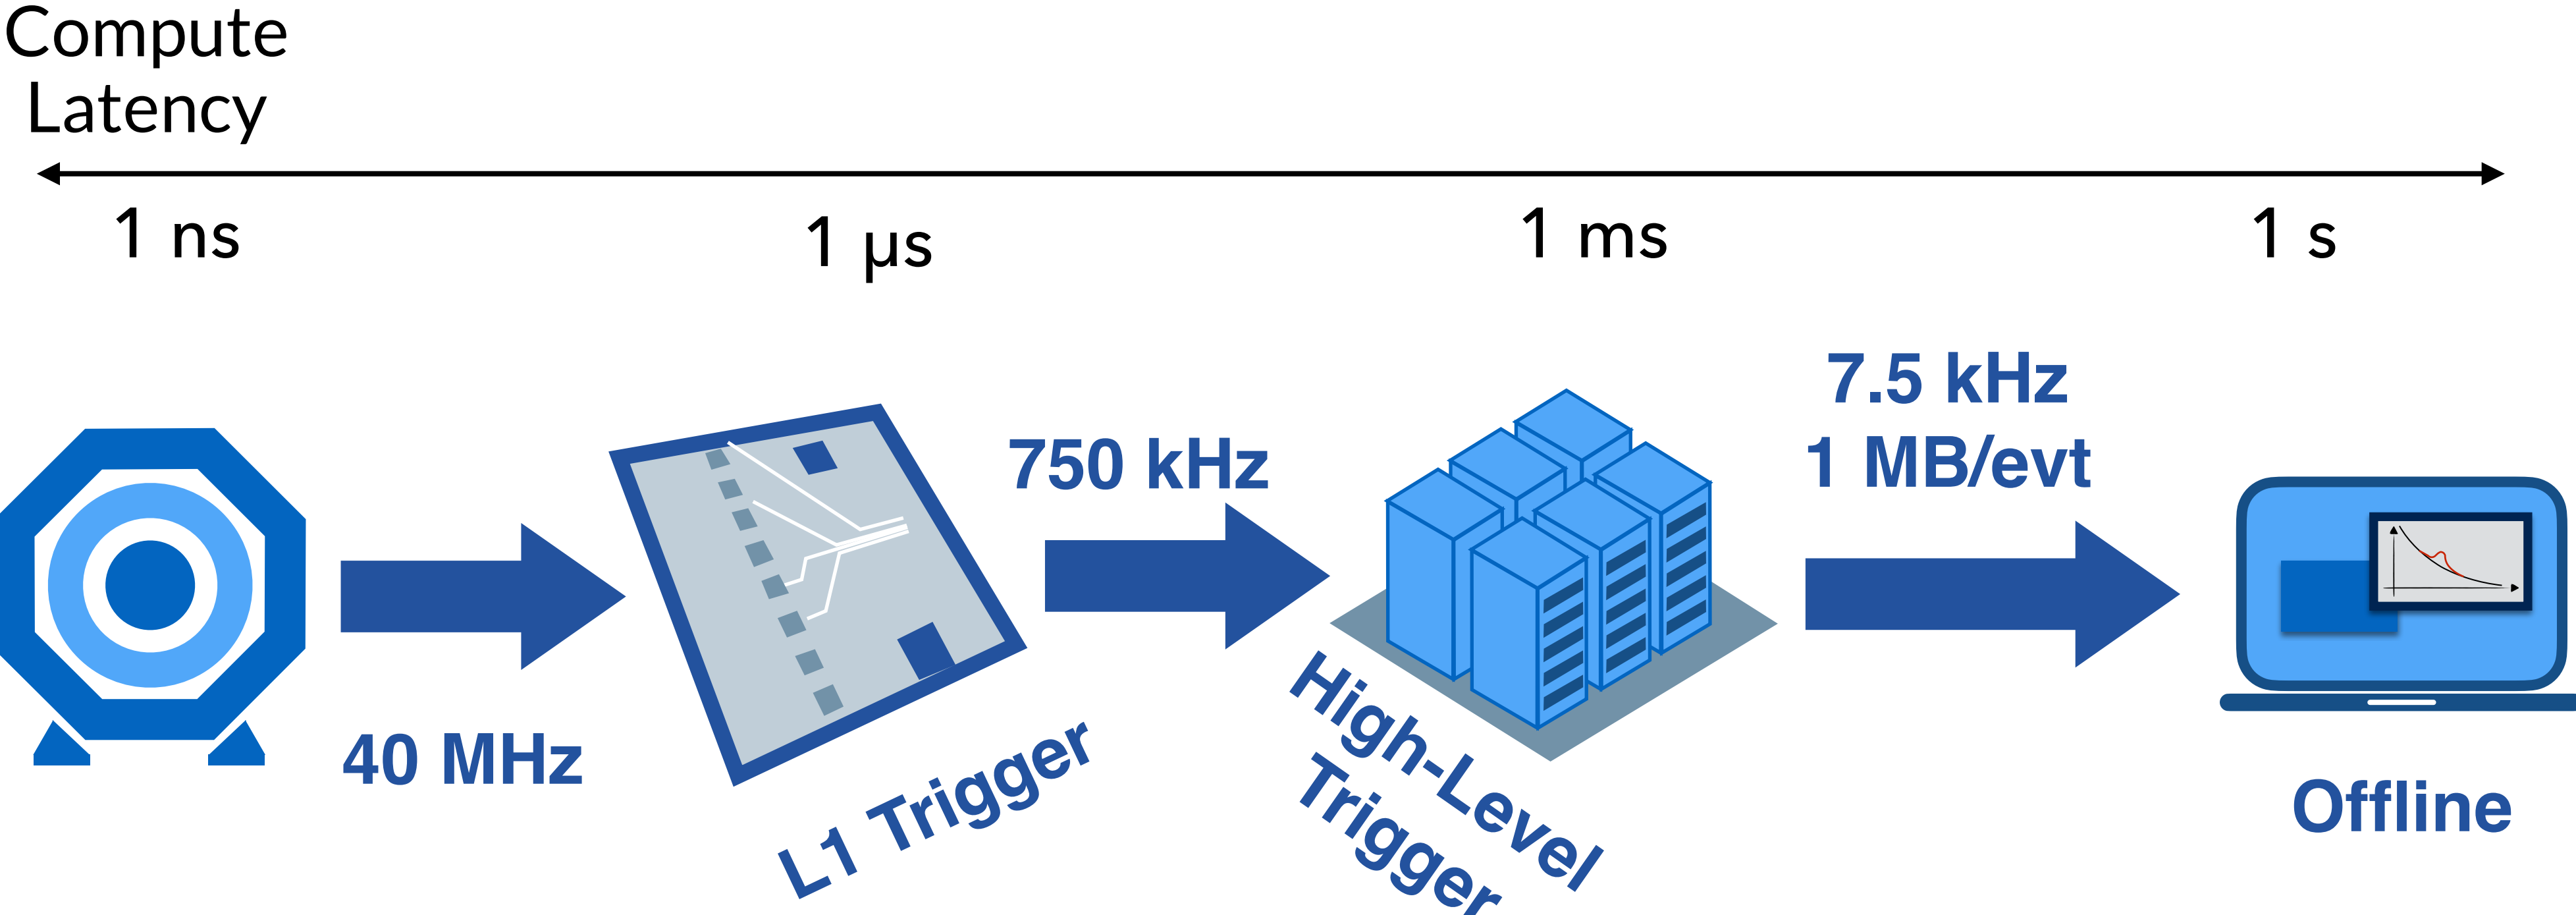 Compute
Latency
1 ns
1 µs
1 ms
1 s
40 MHz
L1 Trigger
750 kHz
High-Level
Trigger
7.5 kHz
1 MB/evt
Offline